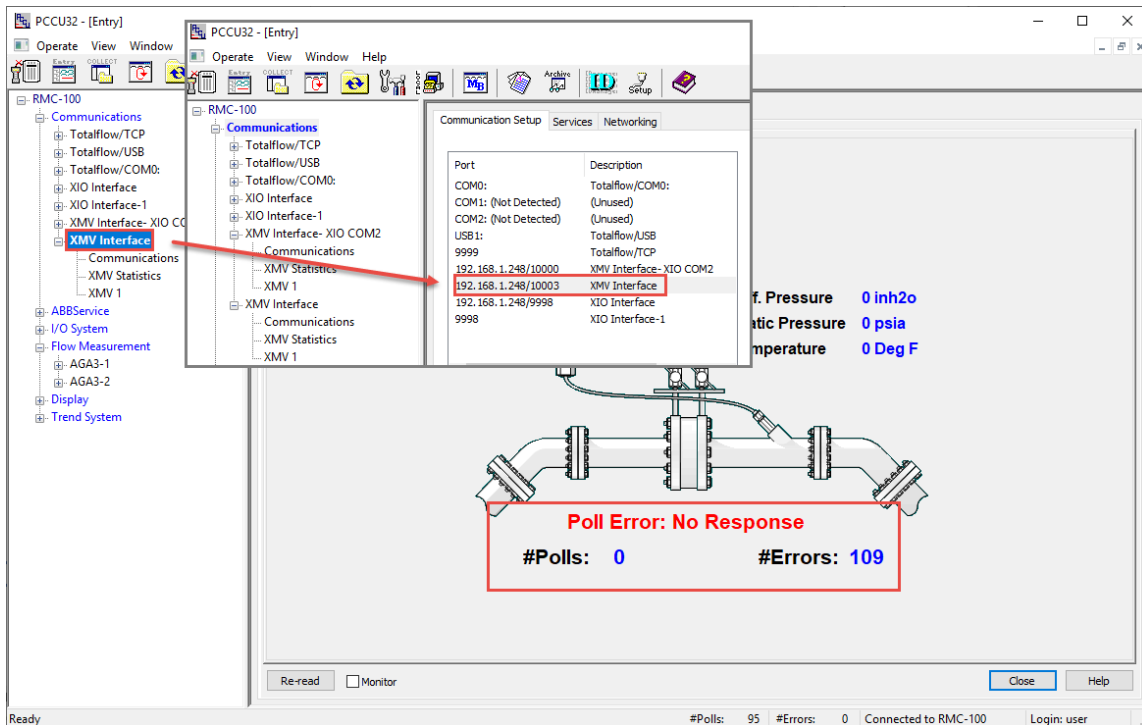 PCCU32 - [Entry]
Operate View Window
Entry
COLLECT
RMC-100
Communications
Totalflow/TCP
Totalflow/USB
Totalflow/COM0:
XIO Interface
XIO Interface-1
XMV Interface- XIO CO
XMV Interface
Communications
XMV Statistics
XMV 1
ABBService
I/O System
Flow Measurement
AGA3-1
AGA3-2
Display
Trend System
PCCU32 - [Entry]
Operate View Window Help
Entry
COLLECT
MB
Archive
ID
Setup
RMC-100
Communications
Totalflow/TCP
Totalflow/USB
Totalflow/COM0:
XIO Interface
XIO Interface-1
XMV Interface- XIO COM2
Communications
XMV Statistics
XMV 1
XMV Interface
Communications
XMV Statistics
XMV 1
Communication Setup Services Networking
Port Description
COM0: Totalflow/COM0:
COM1: (Not Detected) (Unused)
COM2: (Not Detected) (Unused)
USB1: Totalflow/USB
9999 Totalflow/TCP
192.168.1.248/10000 XMV Interface- XIO COM2
192.168.1.248/10003 XMV Interface
192.168.1.248/9998 XIO Interface
9998 XIO Interface-1
f. Pressure 0 inh2o
atic Pressure 0 psia
mperature 0 Deg F
Poll Error: No Response
#Polls: 0 #Errors: 109
Re-read Monitor Close Help
Ready #Polls: 95 #Errors: 0 Connected to RMC-100 Login: user